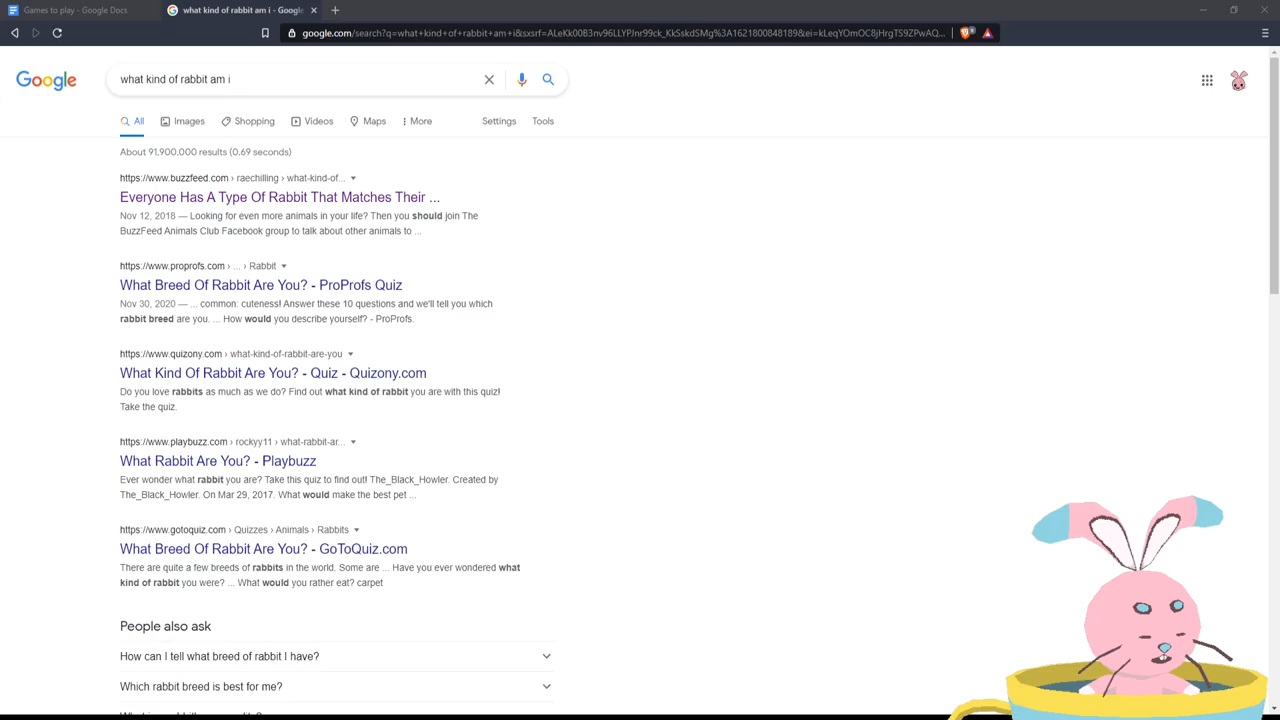 Games to play - Google Docs
what kind of rabbit am i - Google
google.com/search?q=what+kind+of+rabbit+am+i&sxsrf=ALeKk00B3nv96LLYPJnr99ck_KkSskdSMg%3A1621800848189&ei=kLeqYOmOC8jHrgTS9ZPwAQ...
Google
what kind of rabbit am i
All
Images
Shopping
Videos
Maps
More
Settings
Tools
About 91,900,000 results (0.69 seconds)
https://www.buzzfeed.com › raechilling › what-kind-of...
Everyone Has A Type Of Rabbit That Matches Their ...
Nov 12, 2018 — Looking for even more animals in your life? Then you should join The
BuzzFeed Animals Club Facebook group to talk about other animals to ...
https://www.proprofs.com › ... › Rabbit
What Breed Of Rabbit Are You? - ProProfs Quiz
Nov 30, 2020 — ... common: cuteness! Answer these 10 questions and we'll tell you which
rabbit breed are you. ... How would you describe yourself? - ProProfs.
https://www.quizony.com › what-kind-of-rabbit-are-you
What Kind Of Rabbit Are You? - Quiz - Quizony.com
Do you love rabbits as much as we do? Find out what kind of rabbit you are with this quiz!
Take the quiz.
https://www.playbuzz.com › rockyy11 › what-rabbit-ar...
What Rabbit Are You? - Playbuzz
Ever wonder what rabbit you are? Take this quiz to find out! The_Black_Howler. Created by
The_Black_Howler. On Mar 29, 2017. What would make the best pet ...
https://www.gotoquiz.com › Quizzes › Animals › Rabbits
What Breed Of Rabbit Are You? - GoToQuiz.com
There are quite a few breeds of rabbits in the world. Some are ... Have you ever wondered what
kind of rabbit you were? ... What would you rather eat? carpet
People also ask
How can I tell what breed of rabbit I have?
Which rabbit breed is best for me?